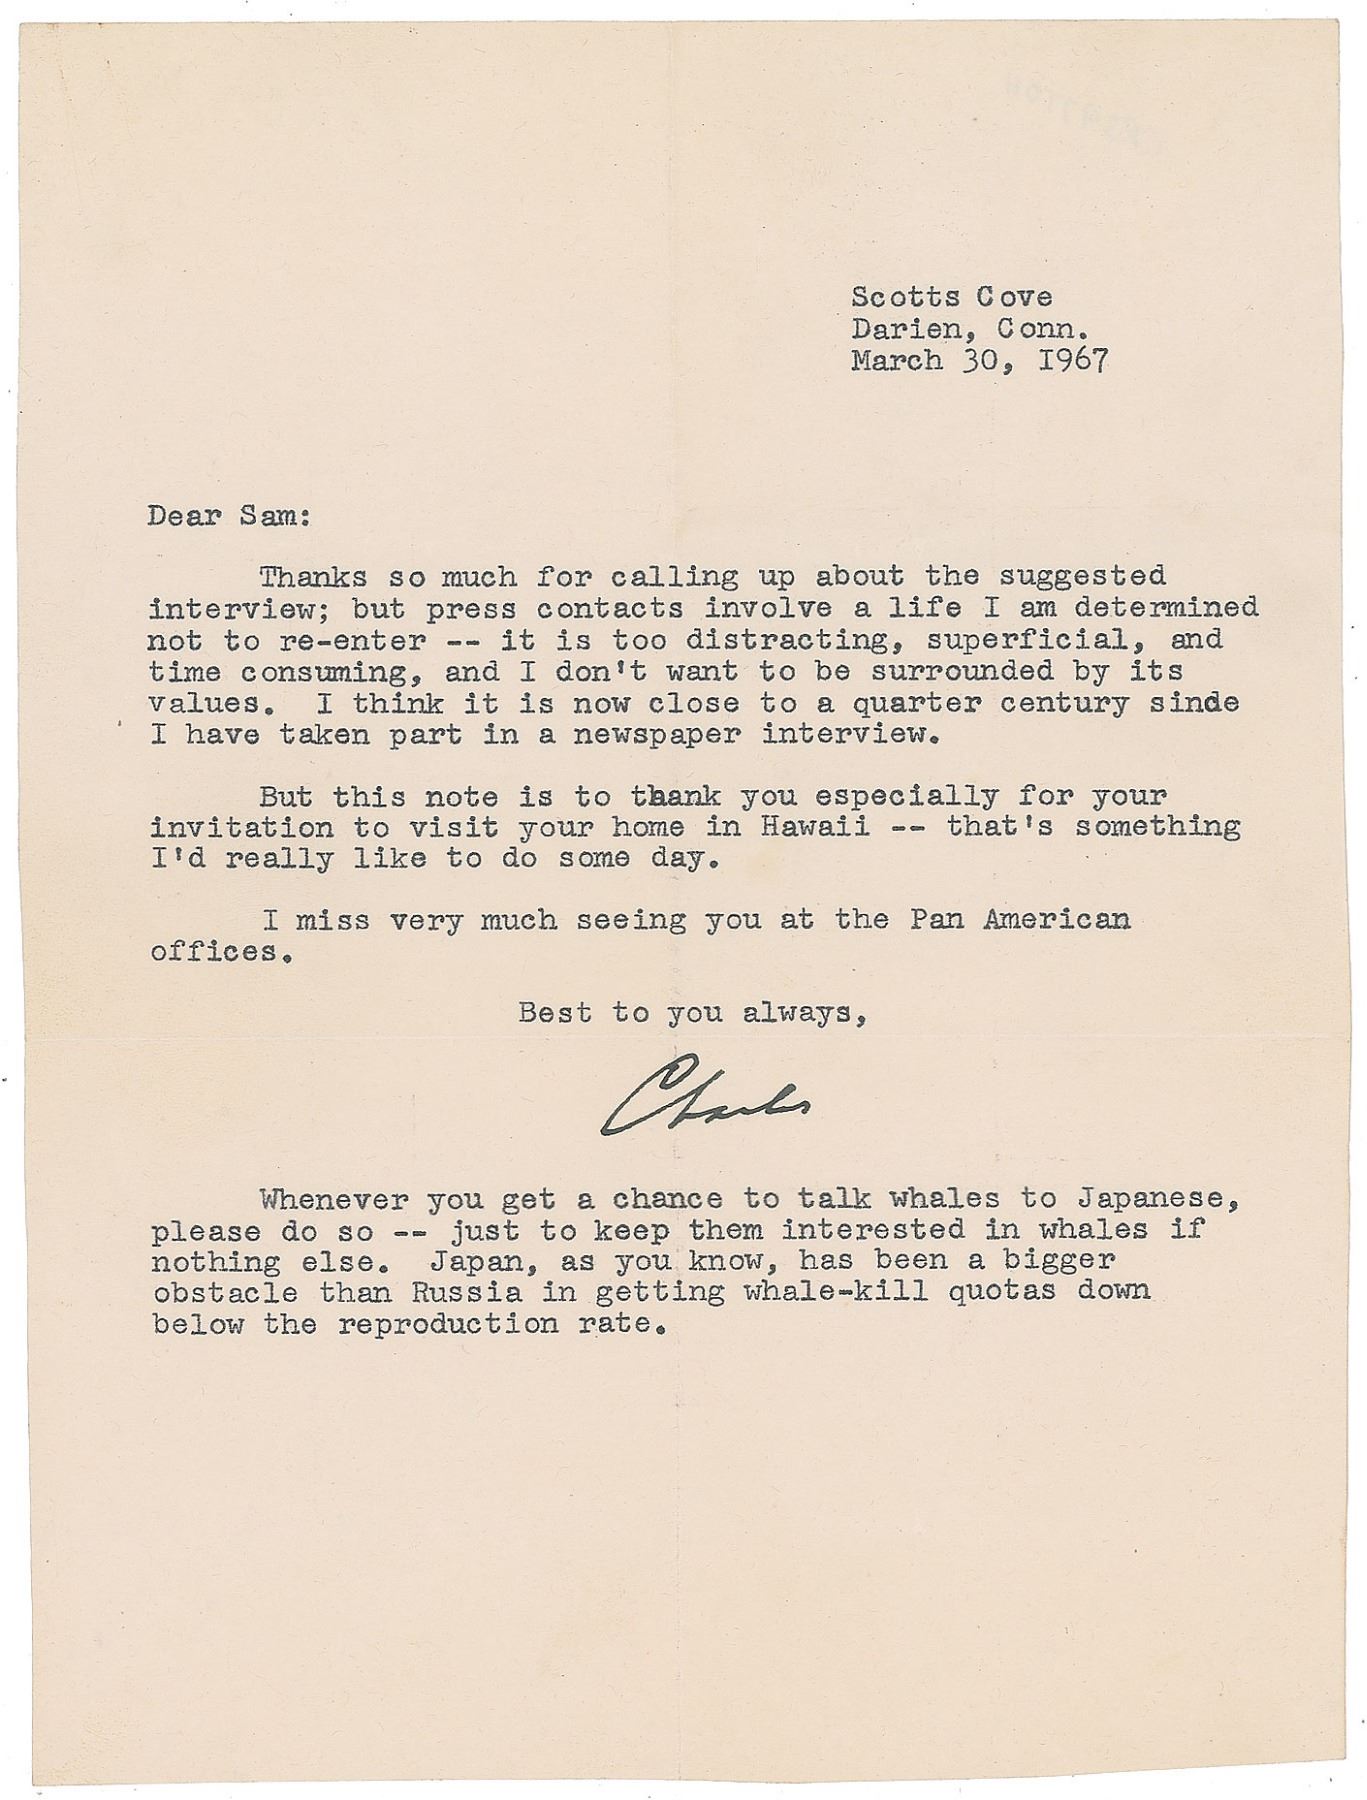 Scotts Cove
Darien, Conn.
March 30, I967
Dear Sam:
Thanks so much for calling up about the suggested
interview; but press contacts involve a life I am determined
not to re-enter -- it is too distracting, superficial, and
time consuming, and I don't want to be surrounded by its
values. I think it is now close to a quarter century sinde
I have taken part in a newspaper interview.
But this note is to thank you especially for your
invitation to visit your home in Hawaii -- that's something
I'd really like to do some day.
I miss very much seeing you at the Pan American
offices.
Best to you always,
Charles
Whenever you get a chance to talk whales to Japanese,
please do so -- just to keep them interested in whales if
nothing else. Japan, as you know, has been a bigger
obstacle than Russia in getting whale-kill quotas down
below the reproduction rate.